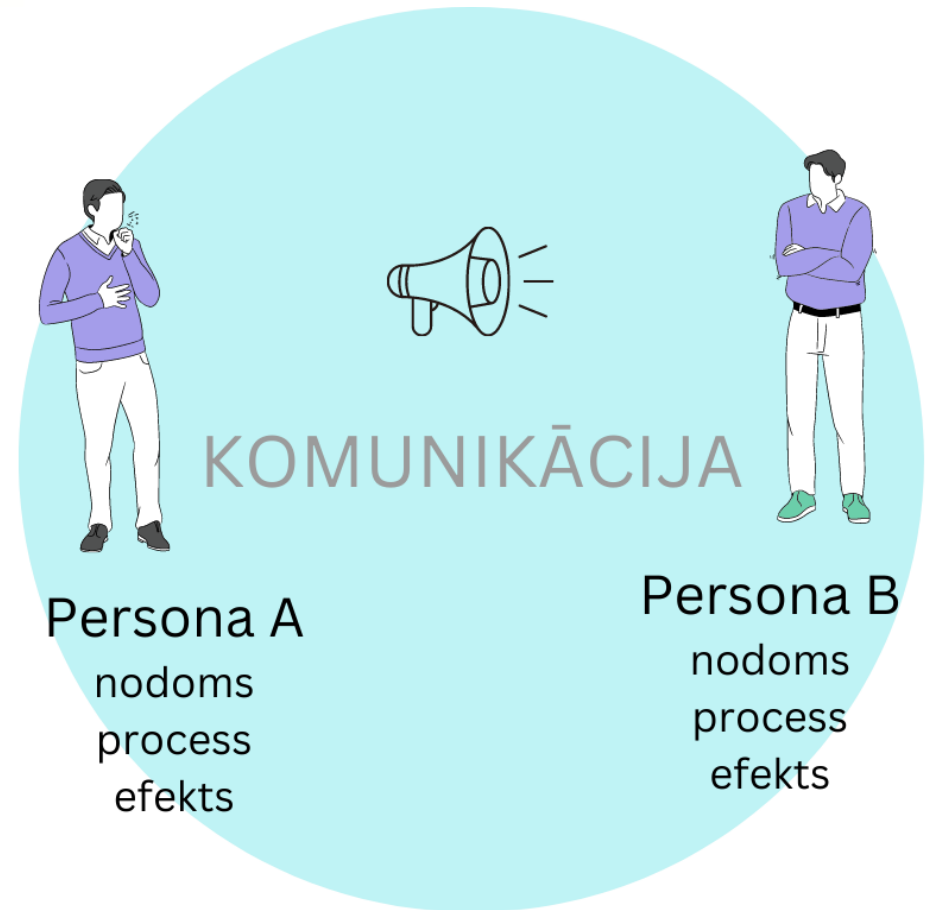 KOMUNIKĀCIJA
Persona A
nodoms
process
efekts
Persona B
nodoms
process
efekts